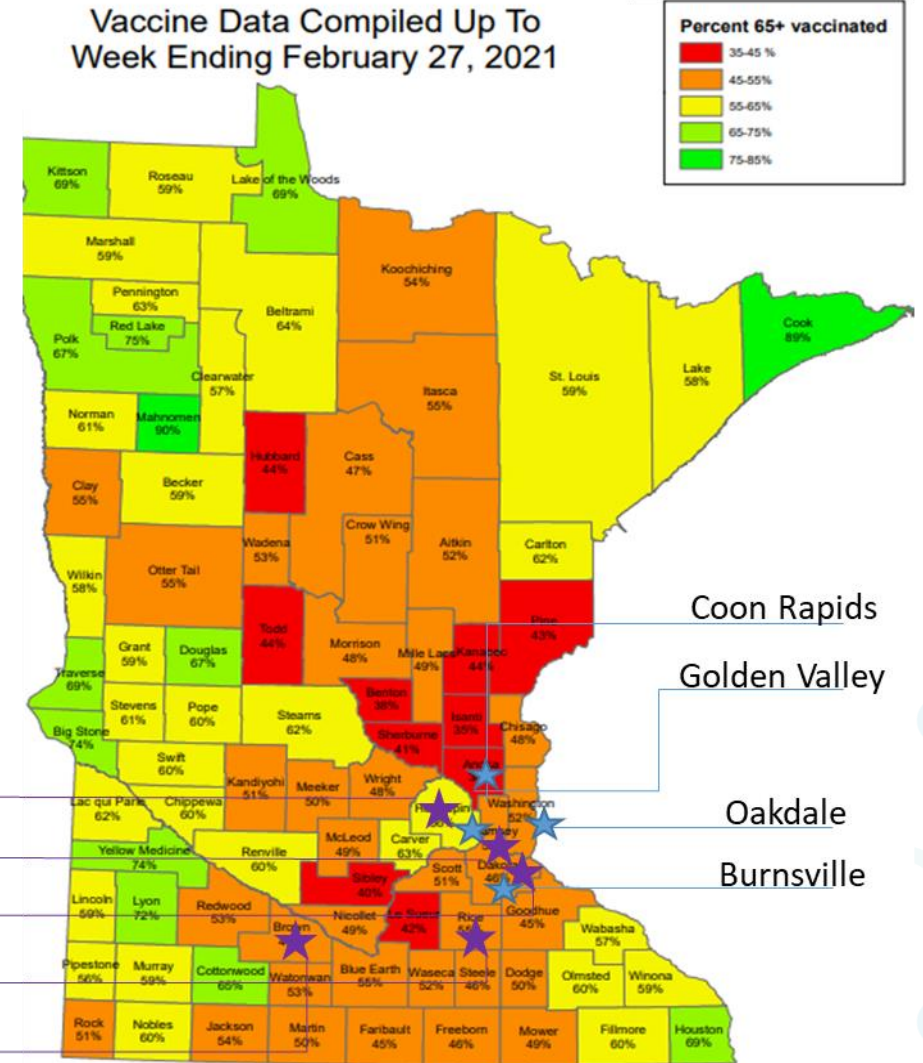 Vaccine Data Compiled Up To
Week Ending February 27, 2021
Percent 65+ vaccinated
35-45 %
45-55%
55-65%
65-75%
75-85%
Kittson
69%
Roseau
59%
Lake of the Woods
69%
Marshall
59%
Koochiching
54%
Pennington
63%
Beltrami
64%
Red Lake
75%
Polk
67%
Cook
89%
Clearwater
57%
St. Louis
59%
Lake
58%
Itasca
55%
Norman
61%
Mahnomen
90%
Hubbard
44%
Cass
47%
Clay
55%
Becker
59%
Crow Wing
51%
Wadena
53%
Aitkin
52%
Carlton
62%
Otter Tail
55%
Wilkin
58%
Coon Rapids
Pine
43%
Todd
44%
Morrison
48%
Mille Lacs
49%
Kanabec
44%
Grant
59%
Douglas
67%
Traverse
69%
Golden Valley
Benton
38%
Stevens
61%
Pope
60%
Stearns
62%
Isanti
35%
Chisago
48%
Big Stone
74%
Sherburne
41%
Swift
60%
Anoka
Kandiyohi
51%
Meeker
50%
Wright
48%
Lac qui Parle
62%
Chippewa
60%
Washington
52%
Oakdale
McLeod
49%
Carver
63%
Yellow Medicine
74%
Renville
60%
Scott
51%
Dakota
46%
Burnsville
Sibley
40%
Lincoln
59%
Lyon
72%
Redwood
53%
Nicollet
49%
Le Sueur
42%
Rice
Goodhue
45%
Brown
Wabasha
57%
Pipestone
56%
Murray
59%
Cottonwood
65%
Watonwan
53%
Blue Earth
55%
Waseca
52%
Steele
46%
Dodge
50%
Olmsted
60%
Winona
59%
Rock
51%
Nobles
60%
Jackson
54%
Martin
50%
Faribault
45%
Freeborn
46%
Mower
49%
Fillmore
60%
Houston
69%